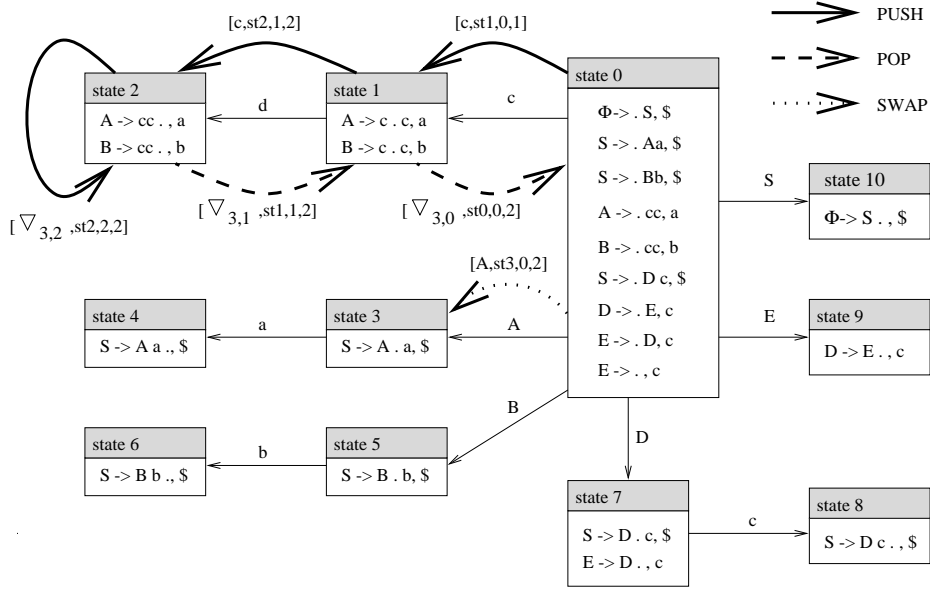 [c,st2,1,2]
[c,st1,0,1]
PUSH
POP
SWAP
state 2
A -> cc . , a
B -> cc . , b
d
state 1
A -> c . c, a
B -> c . c, b
c
state 0
Φ-> . S, $
S -> . Aa, $
S -> . Bb, $
A -> . cc, a
B -> . cc, b
S -> . D c, $
D -> . E, c
E -> . D, c
E -> . , c
[ ▽ 3,2 ,st2,2,2]
[ ▽ 3,1 ,st1,1,2]
[ ▽ 3,0 ,st0,0,2]
S
state 10
Φ-> S . , $
[A,st3,0,2]
state 4
S -> A a ., $
a
state 3
S -> A . a, $
A
E
state 9
D -> E . , c
B
state 6
S -> B b ., $
b
state 5
S -> B . b, $
D
state 7
S -> D . c, $
E -> D . , c
c
state 8
S -> D c . , $